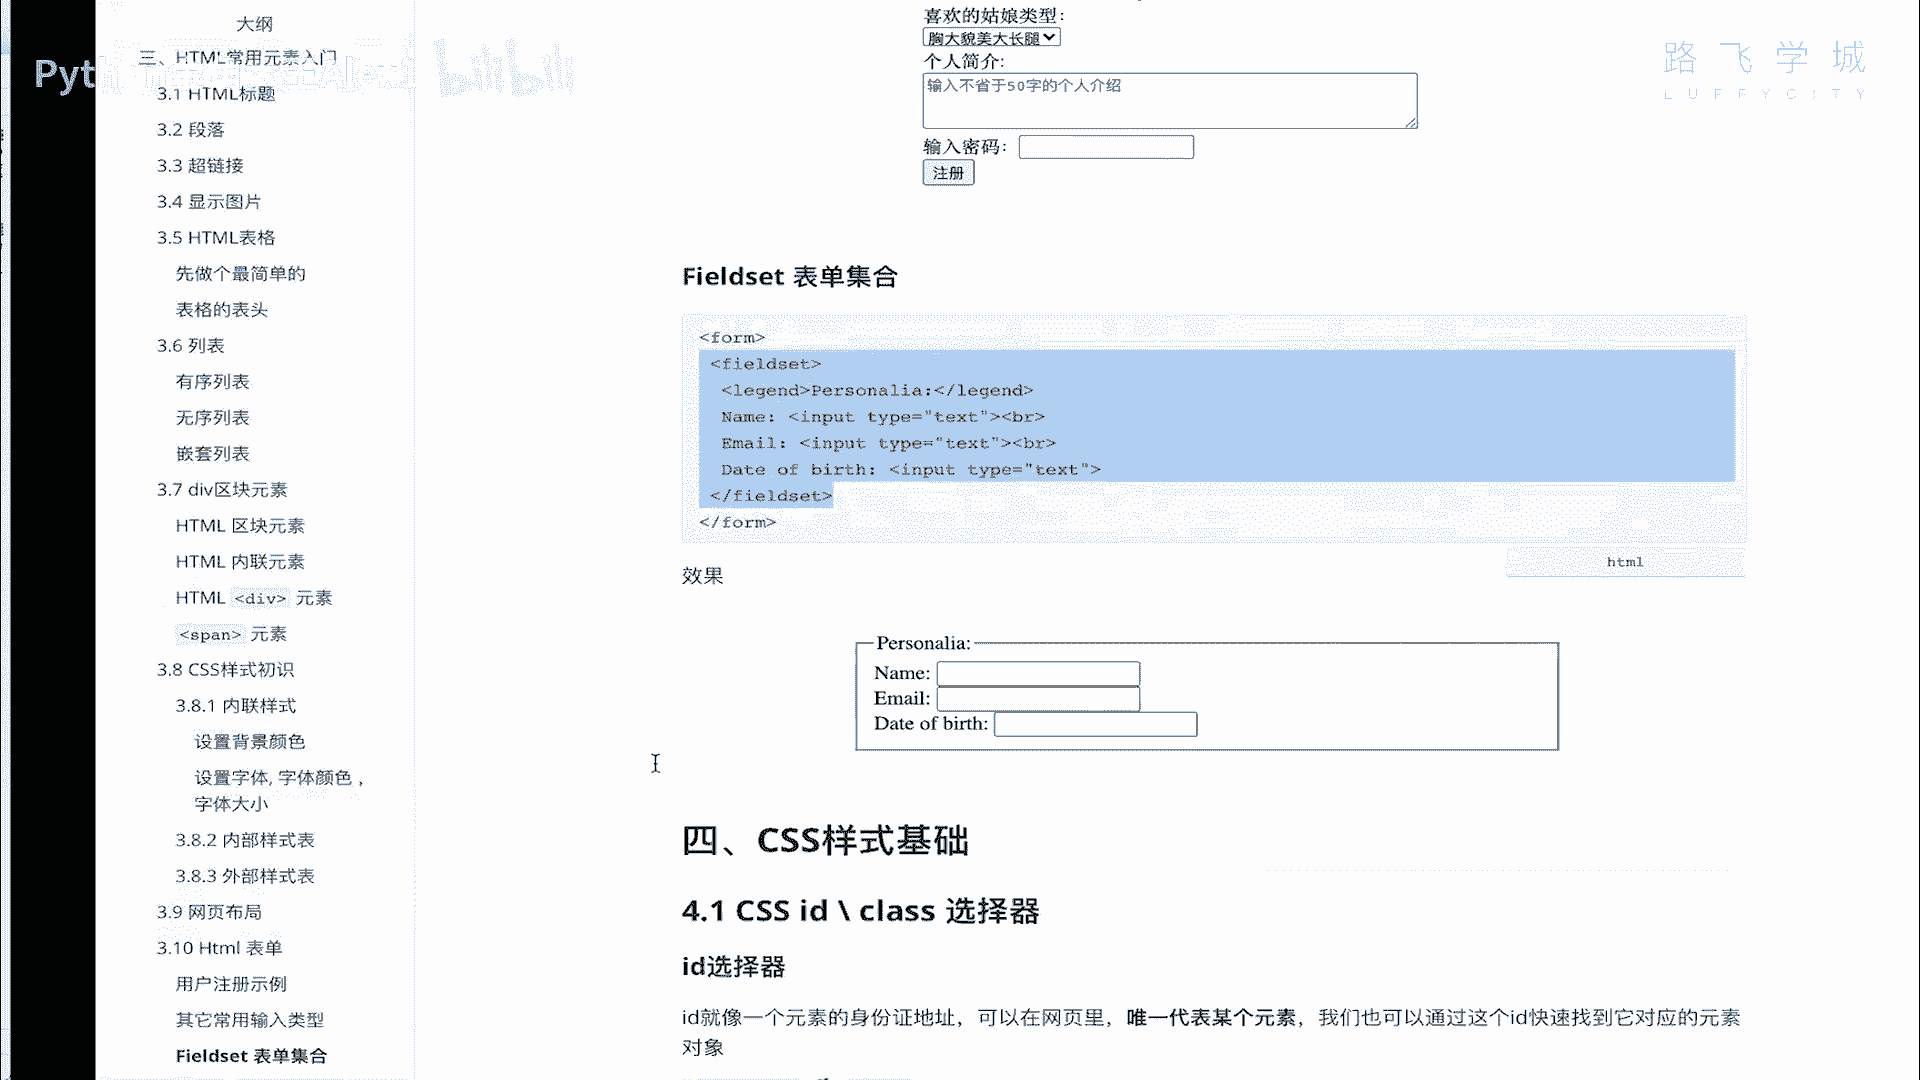 大纲
三、HTML常用元素入门
3.1 HTML标题
3.2 段落
3.3 超链接
3.4 显示图片
3.5 HTML表格
先做个最简单的
表格的表头
3.6 列表
有序列表
无序列表
嵌套列表
3.7 div区块元素
HTML 区块元素
HTML 内联元素
HTML <div> 元素
<span> 元素
3.8 CSS样式初识
3.8.1 内联样式
设置背景颜色
设置字体, 字体颜色 ,
字体大小
3.8.2 内部样式表
3.8.3 外部样式表
3.9 网页布局
3.10 Html 表单
用户注册示例
其它常用输入类型
Fieldset 表单集合
Pyth
bilibili
路飞学城
LUFFYCITY
喜欢的姑娘类型:
胸大貌美大长腿
个人简介:
输入不省于50字的个人介绍
输入密码:
注册
Fieldset 表单集合
<form>
<fieldset>
<legend>Personalia:</legend>
Name: <input type="text"><br>
Email: <input type="text"><br>
Date of birth: <input type="text">
</fieldset>
</form>
html
效果
Personalia:
Name:
Email:
Date of birth:
四、CSS样式基础
4.1 CSS id \ class 选择器
id选择器
id就像一个元素的身份证地址，可以在网页里，唯一代表某个元素，我们也可以通过这个id快速找到它对应的元素
对象